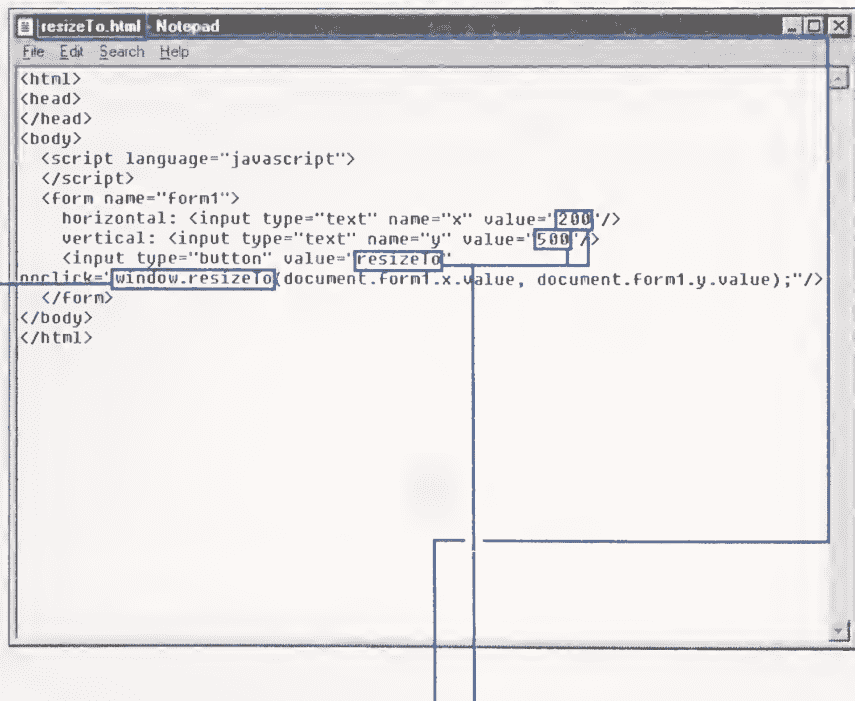 resizeTo.html - Notepad
File Edit Search Help
<html>
<head>
</head>
<body>
  <script language="javascript">
  </script>
  <form name="form1">
    horizontal: <input type="text" name="x" value="200"/>
    vertical: <input type="text" name="y" value="500"/>
    <input type="button" value="resizeTo"
onclick="window.resizeTo(document.form1.x.value, document.form1.y.value);"/>
  </form>
</body>
</html>